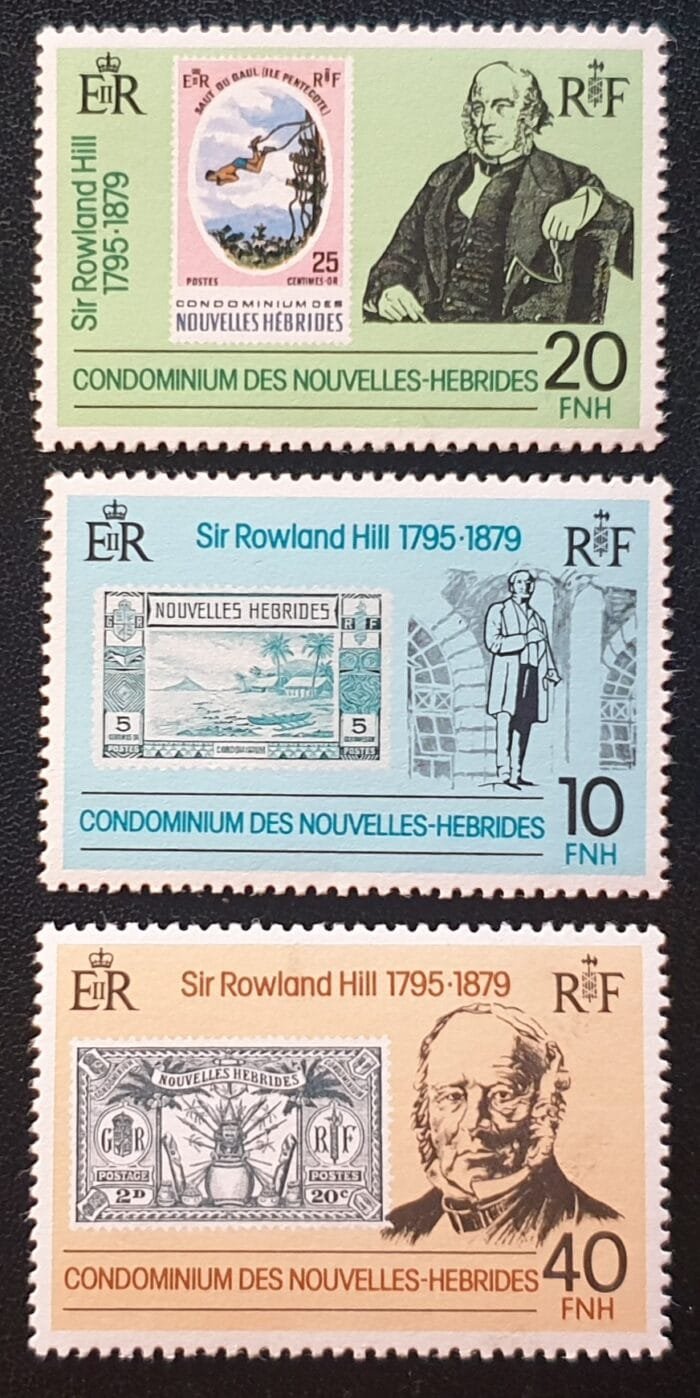 EIIR
RF
Sir Rowland Hill
1795·1879
EIIR
RF
SAUT DU GAUL (ILE PENTECÔTE)
25
POSTES CENTIMES-OR
CONDOMINIUM DES
NOUVELLES HÉBRIDES
CONDOMINIUM DES NOUVELLES-HEBRIDES
20
FNH
EIIR
Sir Rowland Hill 1795·1879
RF
NOUVELLES HEBRIDES
G R
R F
5
5
POSTES
CONDOMINIUM
POSTES
CONDOMINIUM DES NOUVELLES-HEBRIDES
10
FNH
EIIR
Sir Rowland Hill 1795·1879
RF
NOUVELLES HEBRIDES
G R
R F
POSTAGE
POSTES
2D
20c
CONDOMINIUM DES NOUVELLES-HEBRIDES
40
FNH